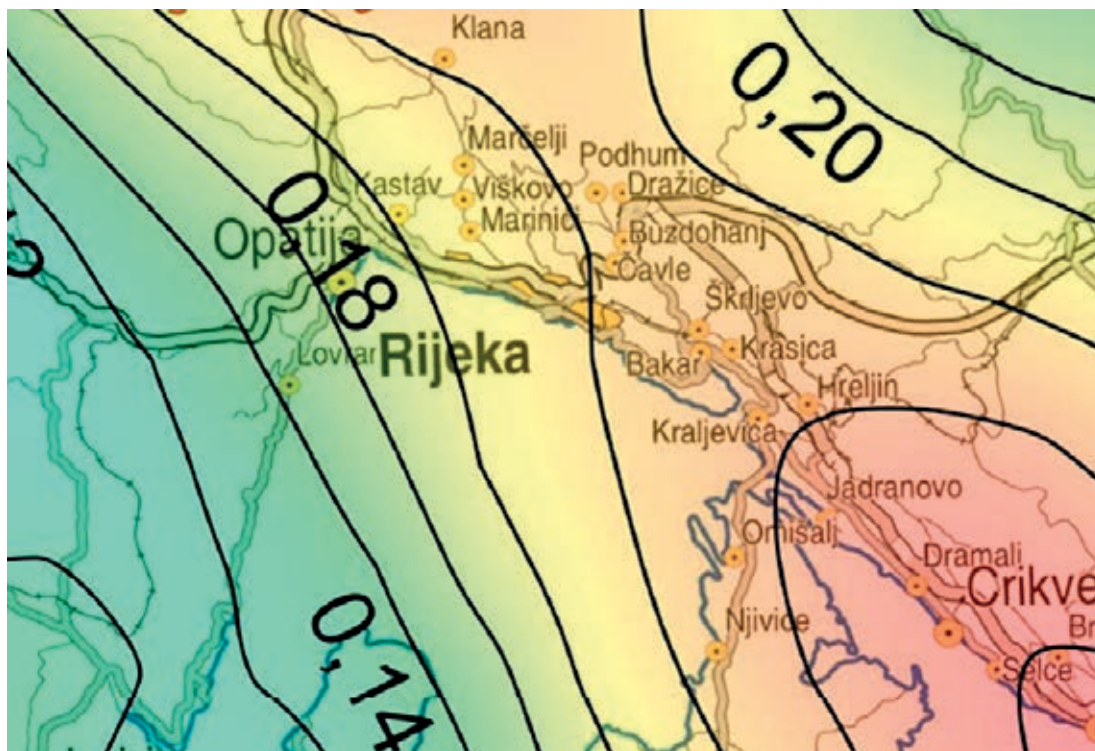 Klana
0,20
Marčelji
Podhum
Kastav
Viškovo
Dražice
Marinići
0,18
Opatija
Buzdohanj
Čavle
Škrljevo
Rijeka
Lovran
Bakar
Krasica
Hreljin
Kraljevica
Jadranovo
Omišalj
Dramalj
Crikve
0,14
Njivice
Br
Selce